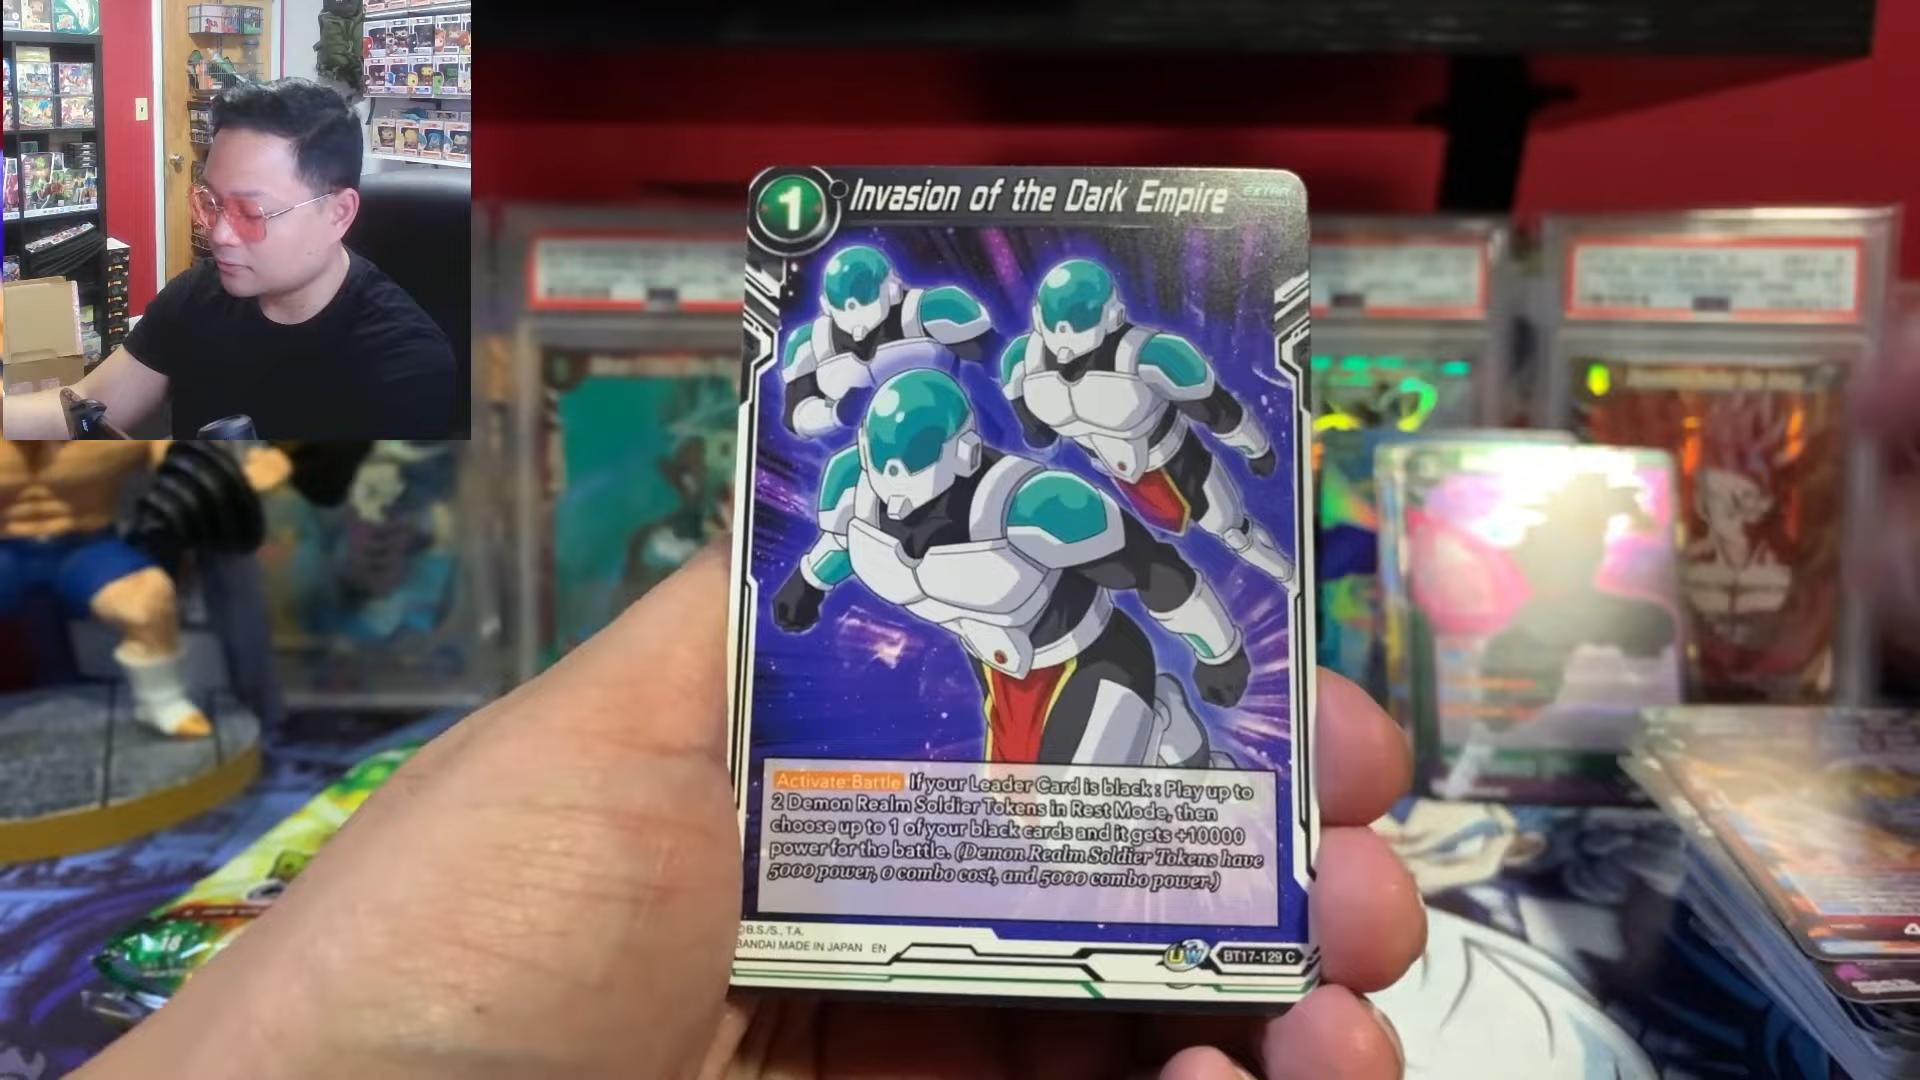 1
Invasion of the Dark Empire
EXTRA
Activate:Battle If your Leader Card is black : Play up to
2 Demon Realm Soldier Tokens in Rest Mode, then
choose up to 1 of your black cards and it gets +10000
power for the battle. (Demon Realm Soldier Tokens have
5000 power, 0 combo cost, and 5000 combo power.)
B.S./S., T.A.
BANDAI MADE IN JAPAN EN
UW
BT17-129 C
18